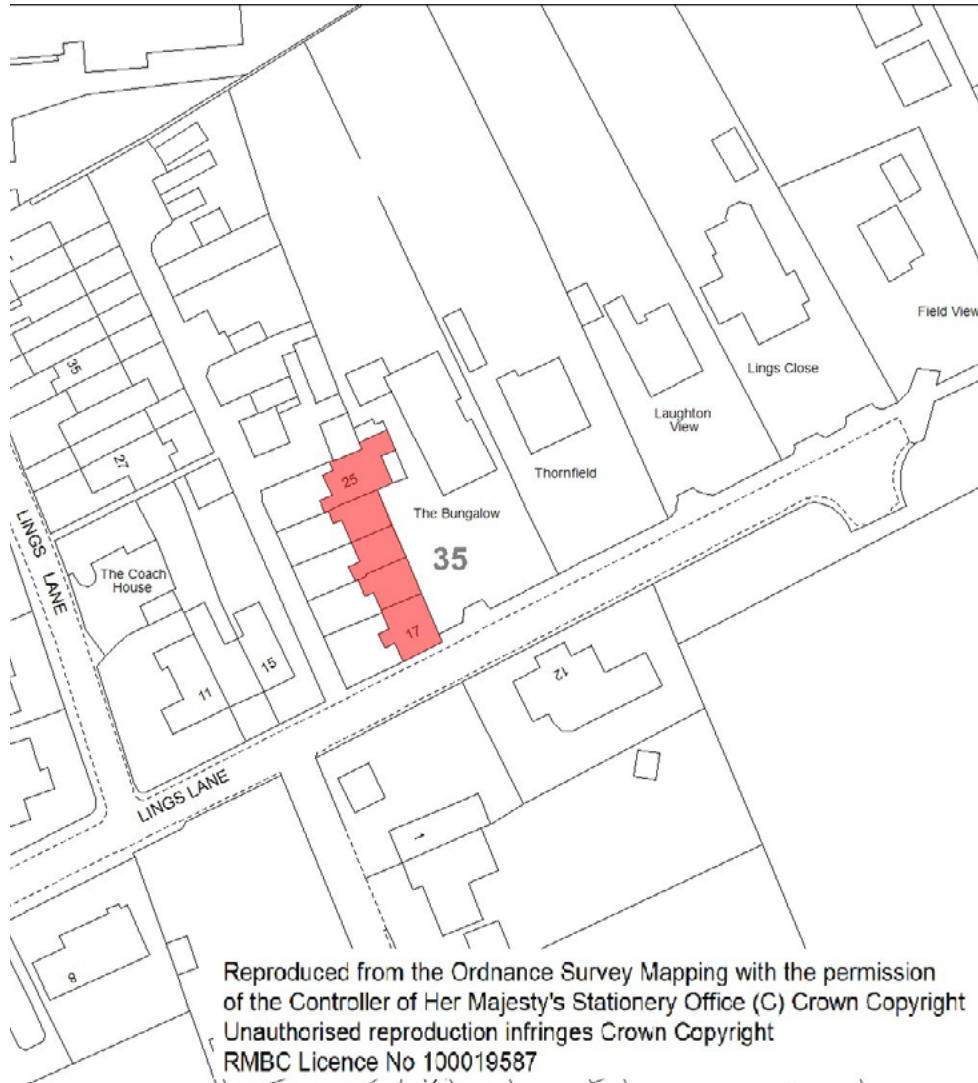 Field View
Lings Close
35
Laughton
View
27
Thornfield
25
The Bungalow
LINGS
LANE
35
The Coach
House
17
15
12
11
LINGS LANE
1
8
Reproduced from the Ordnance Survey Mapping with the permission
of the Controller of Her Majesty's Stationery Office (C) Crown Copyright
Unauthorised reproduction infringes Crown Copyright
RMBC Licence No 100019587